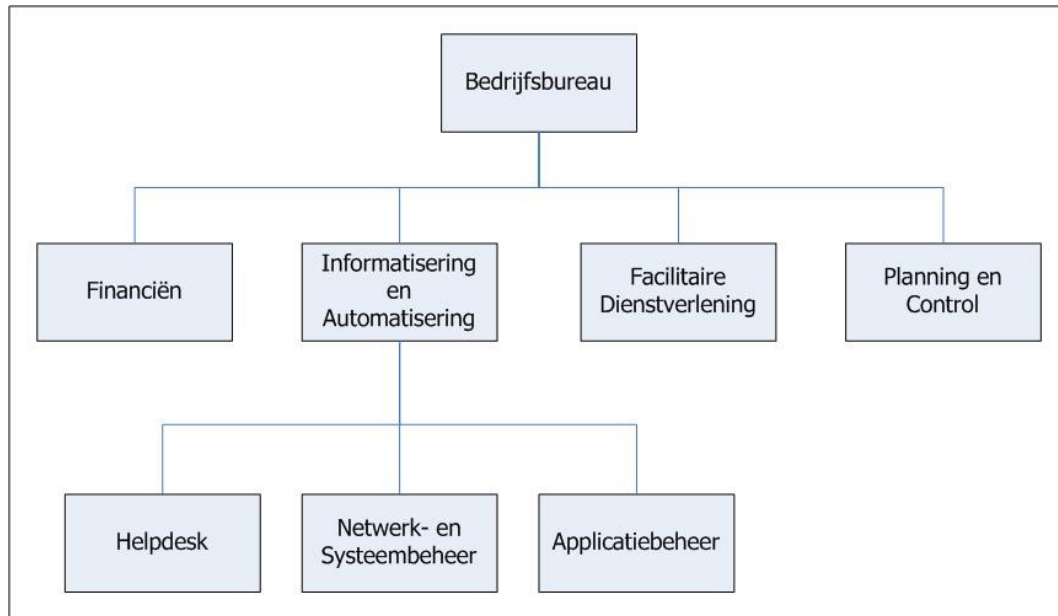 Bedrijfsbureau
Financiën
Informatisering
en
Automatisering
Facilitaire
Dienstverlening
Planning en
Control
Helpdesk
Netwerk- en
Systeembeheer
Applicatiebeheer